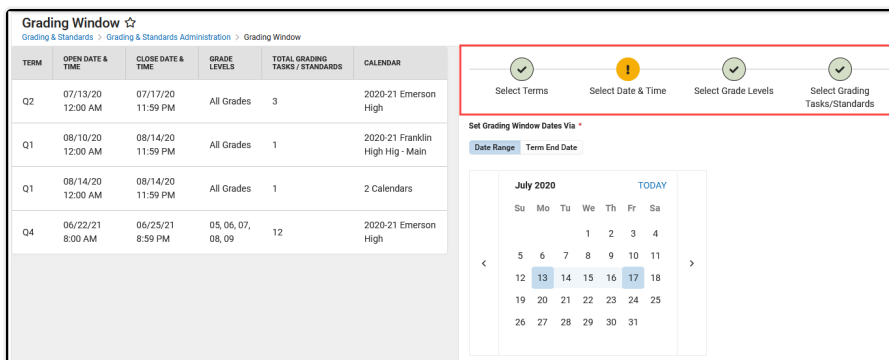 Grading Window ☆
Grading & Standards > Grading & Standards Administration > Grading Window
TERM OPEN DATE & TIME CLOSE DATE & TIME GRADE LEVELS TOTAL GRADING TASKS / STANDARDS CALENDAR
Q2 07/13/20 12:00 AM 07/17/20 11:59 PM All Grades 3 2020-21 Emerson High
Q1 08/10/20 12:00 AM 08/14/20 11:59 PM All Grades 1 2020-21 Franklin High Hig - Main
Q1 08/14/20 12:00 AM 08/14/20 11:59 PM All Grades 1 2 Calendars
Q4 06/22/21 8:00 AM 06/25/21 8:59 PM 05, 06, 07, 08, 09 12 2020-21 Emerson High
Select Terms Select Date & Time Select Grade Levels Select Grading Tasks/Standards
Set Grading Window Dates Via *
Date Range Term End Date
July 2020 TODAY
Su Mo Tu We Th Fr Sa
1 2 3 4
5 6 7 8 9 10 11
12 13 14 15 16 17 18
19 20 21 22 23 24 25
26 27 28 29 30 31